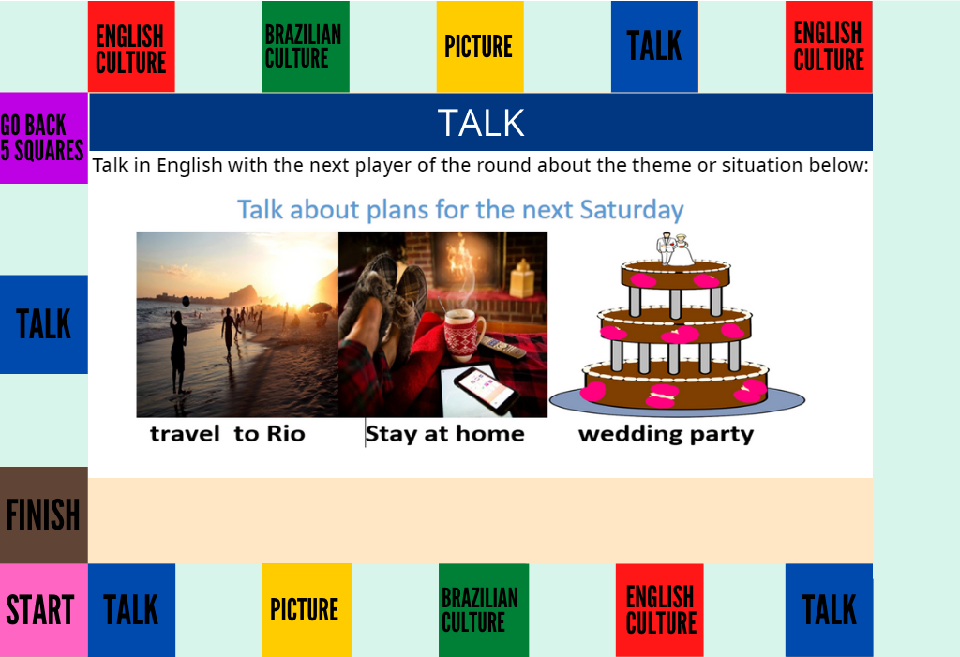 ENGLISH
CULTURE
BRAZILIAN
CULTURE
PICTURE
TALK
ENGLISH
CULTURE
GO BACK
5 SQUARES
TALK
Talk in English with the next player of the round about the theme or situation below:
Talk about plans for the next Saturday
TALK
travel to Rio
Stay at home
wedding party
FINISH
START
TALK
PICTURE
BRAZILIAN
CULTURE
ENGLISH
CULTURE
TALK